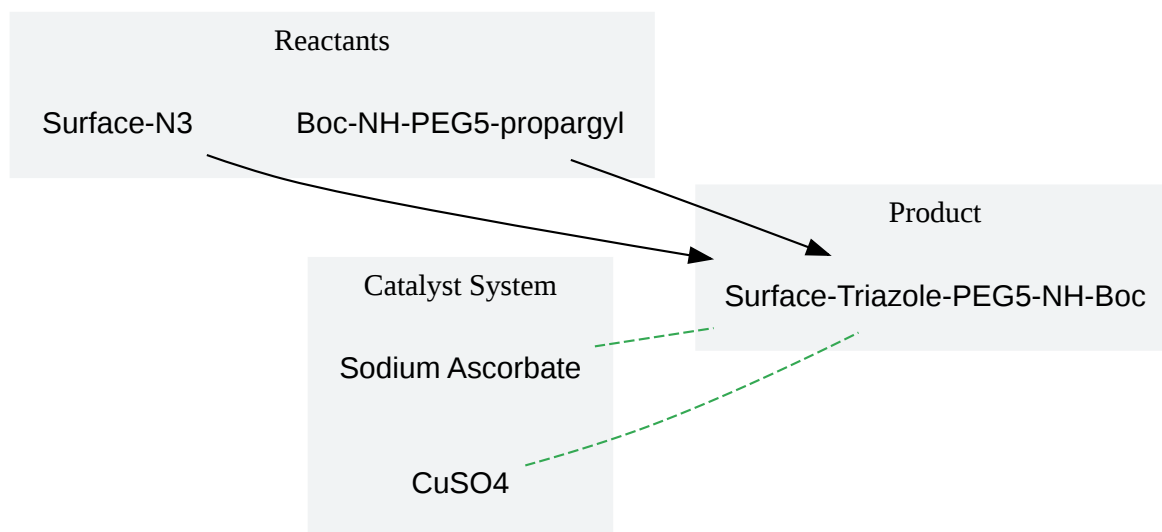 Reactants
Surface-N3
Boc-NH-PEG5-propargyl
Product
Surface-Triazole-PEG5-NH-Boc
Catalyst System
Sodium Ascorbate
CuSO4